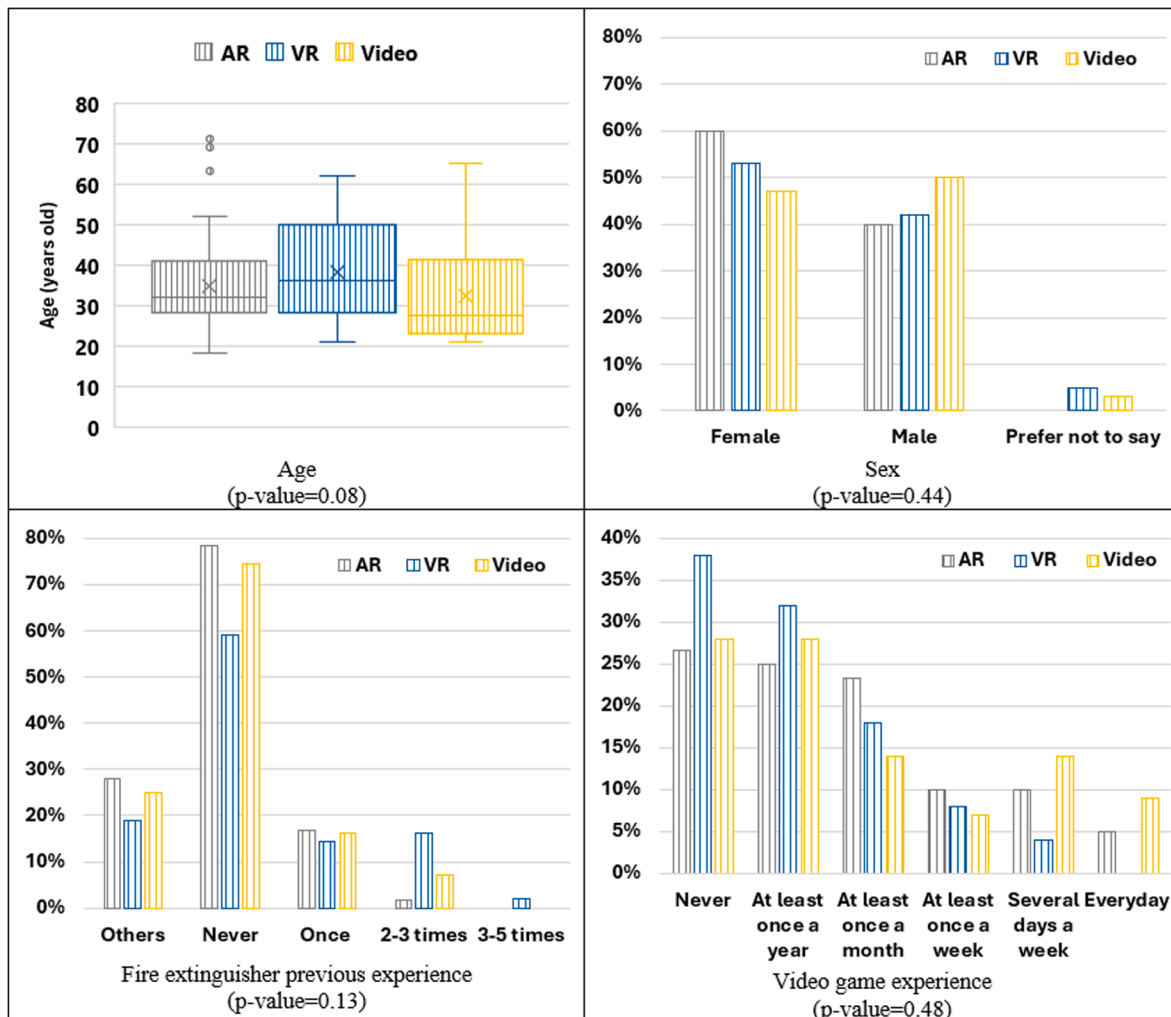 AR VR Video
80
70
60
50
40
30
20
10
0
Age (years old)
Age
(p-value=0.08)
80%
70%
60%
50%
40%
30%
20%
10%
0%
AR VR Video
Female Male Prefer not to say
Sex
(p-value=0.44)
80%
70%
60%
50%
40%
30%
20%
10%
0%
AR VR Video
Others Never Once 2-3 times 3-5 times
Fire extinguisher previous experience
(p-value=0.13)
40%
35%
30%
25%
20%
15%
10%
5%
0%
AR VR Video
Never At least At least At least Several Everyday
once a once a once a days a
year month week week
Video game experience
(p-value=0.48)